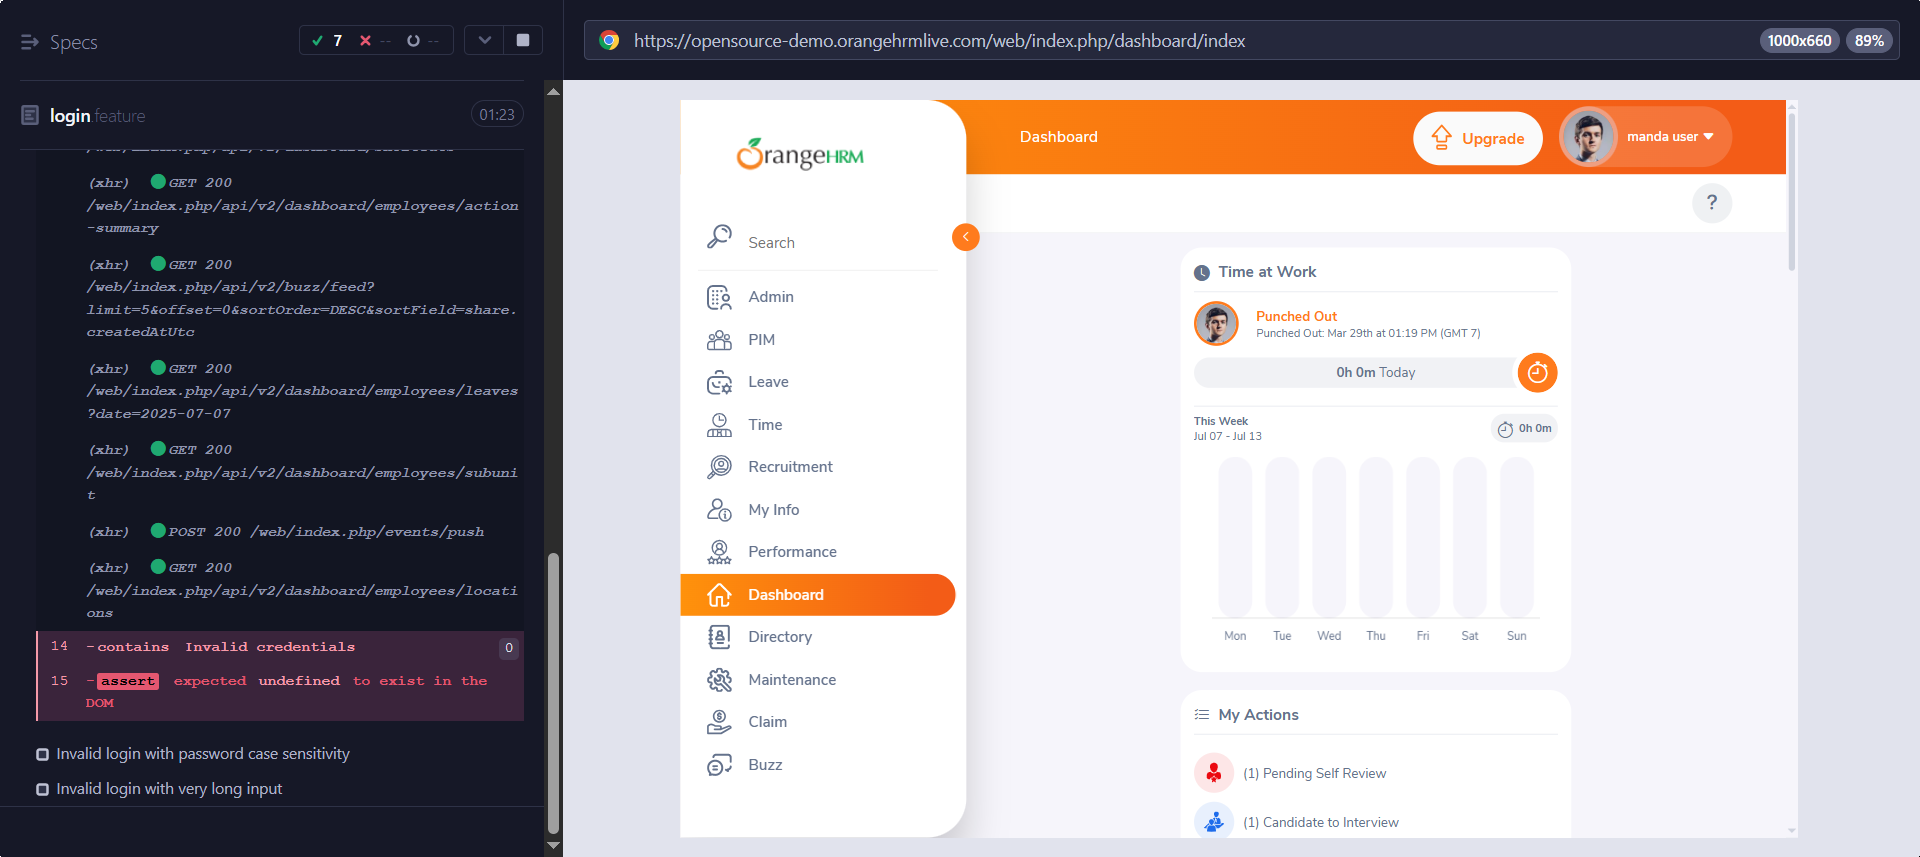 Specs
7
--
--
https://opensource-demo.orangehrmlive.com/web/index.php/dashboard/index
1000x660
89%
login.feature
01:23
(xhr) GET 200
/web/index.php/api/v2/dashboard/employees/action
-summary
(xhr) GET 200
/web/index.php/api/v2/buzz/feed?
limit=5&offset=0&sortOrder=DESC&sortField=share.
createdAtUtc
(xhr) GET 200
/web/index.php/api/v2/dashboard/employees/leaves
?date=2025-07-07
(xhr) GET 200
/web/index.php/api/v2/dashboard/employees/subuni
t
(xhr) POST 200 /web/index.php/events/push
(xhr) GET 200
/web/index.php/api/v2/dashboard/employees/locati
ons
14 -contains Invalid credentials 0
15 -assert expected undefined to exist in the
DOM
Invalid login with password case sensitivity
Invalid login with very long input
OrangeHRM
Search
Admin
PIM
Leave
Time
Recruitment
My Info
Performance
Dashboard
Directory
Maintenance
Claim
Buzz
Dashboard
Upgrade
manda user
?
Time at Work
Punched Out
Punched Out: Mar 29th at 01:19 PM (GMT 7)
0h 0m Today
This Week
Jul 07 - Jul 13
0h 0m
Mon Tue Wed Thu Fri Sat Sun
My Actions
(1) Pending Self Review
(1) Candidate to Interview